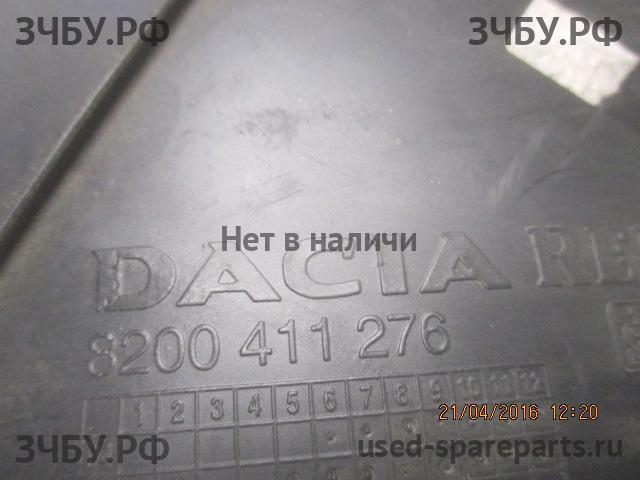 ЗЧБУ.РФ ЗЧБУ.РФ
Нет в наличи
DACIA
8200 411 276
1 2 3 4 5 6 7 8 9 10 11 12
21/04/2016 12:20
ЗЧБУ.РФ used-spareparts.ru